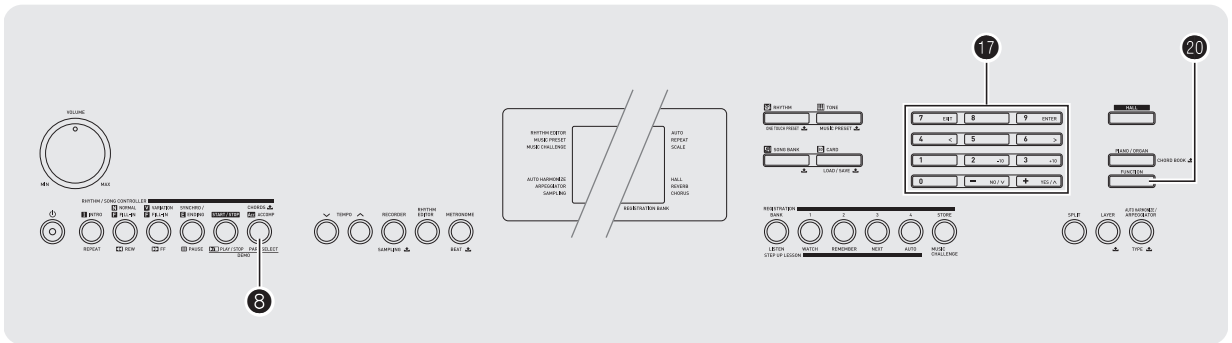 17
20
VOLUME
MIN MAX
RHYTHM EDITOR
MUSIC PRESET
MUSIC CHALLENGE
AUTO
REPEAT
SCALE
AUTO HARMONIZE
ARPEGGIATOR
SAMPLING
HALL
REVERB
CHORUS
REGISTRATION BANK
RHYTHM TONE
ONE TOUCH PRESET MUSIC PRESET
SONG BANK CARD
LOAD / SAVE
7 EXIT 8 9 ENTER
4 < 5 6 >
1 2 -10 3 +10
0 − NO / ∨ + YES / ∧
HALL
PIANO / ORGAN
CHORD BOOK
FUNCTION
RHYTHM / SONG CONTROLLER
I INTRO
N NORMAL
F FILL-IN
V VARIATION
F FILL-IN
SYNCHRO /
E ENDING
START / STOP
CHORDS
ACCOMP
REPEAT REW FF PAUSE PLAY / STOP PART SELECT
DEMO
8
∨ TEMPO ∧
RECORDER
SAMPLING
RHYTHM
EDITOR
METRONOME
BEAT
REGISTRATION
BANK 1 2 3 4 STORE
LISTEN WATCH REMEMBER NEXT AUTO MUSIC
CHALLENGE
STEP UP LESSON
SPLIT LAYER
AUTO HARMONIZE/
ARPEGGIATOR
TYPE